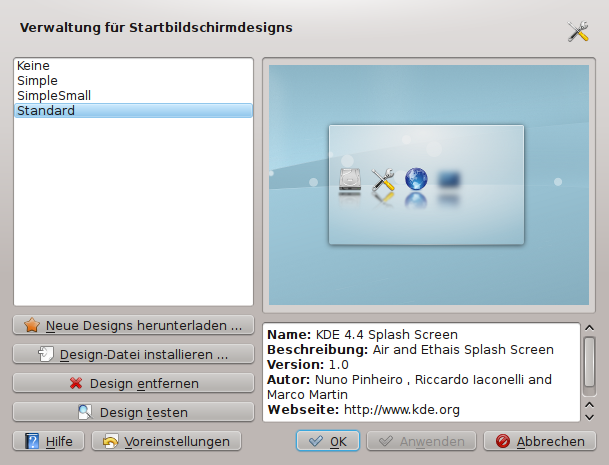 Verwaltung für Startbildschirmdesigns
Keine
Simple
SimpleSmall
Standard
Neue Designs herunterladen ...
Design-Datei installieren ...
Design entfernen
Design testen
Name: KDE 4.4 Splash Screen
Beschreibung: Air and Ethais Splash Screen
Version: 1.0
Autor: Nuno Pinheiro , Riccardo Iaconelli and
Marco Martin
Webseite: http://www.kde.org
Hilfe
Voreinstellungen
OK
Anwenden
Abbrechen